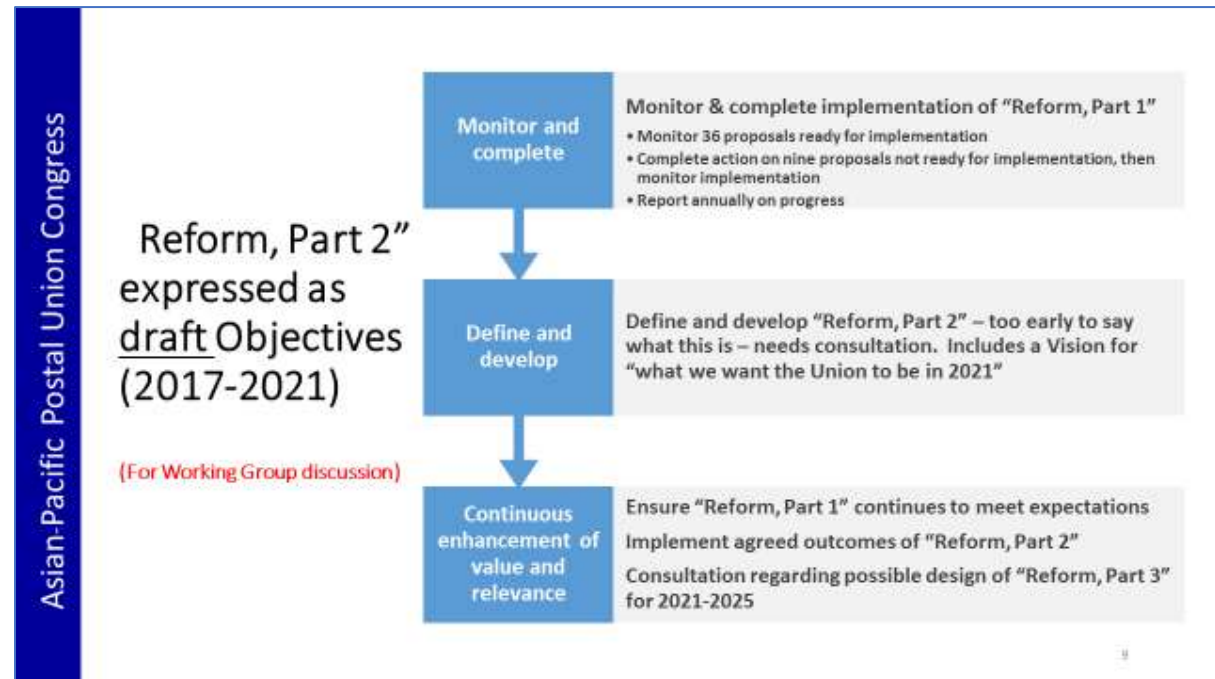 Asian-Pacific Postal Union Congress
Reform, Part 2”
expressed as
draft Objectives
(2017-2021)
(For Working Group discussion)
Monitor and
complete
Monitor & complete implementation of “Reform, Part 1”
• Monitor 36 proposals ready for implementation
• Complete action on nine proposals not ready for implementation, then
monitor implementation
• Report annually on progress
Define and
develop
Define and develop “Reform, Part 2” – too early to say
what this is – needs consultation. Includes a Vision for
“what we want the Union to be in 2021”
Continuous
enhancement of
value and
relevance
Ensure “Reform, Part 1” continues to meet expectations
Implement agreed outcomes of “Reform, Part 2”
Consultation regarding possible design of “Reform, Part 3”
for 2021-2025